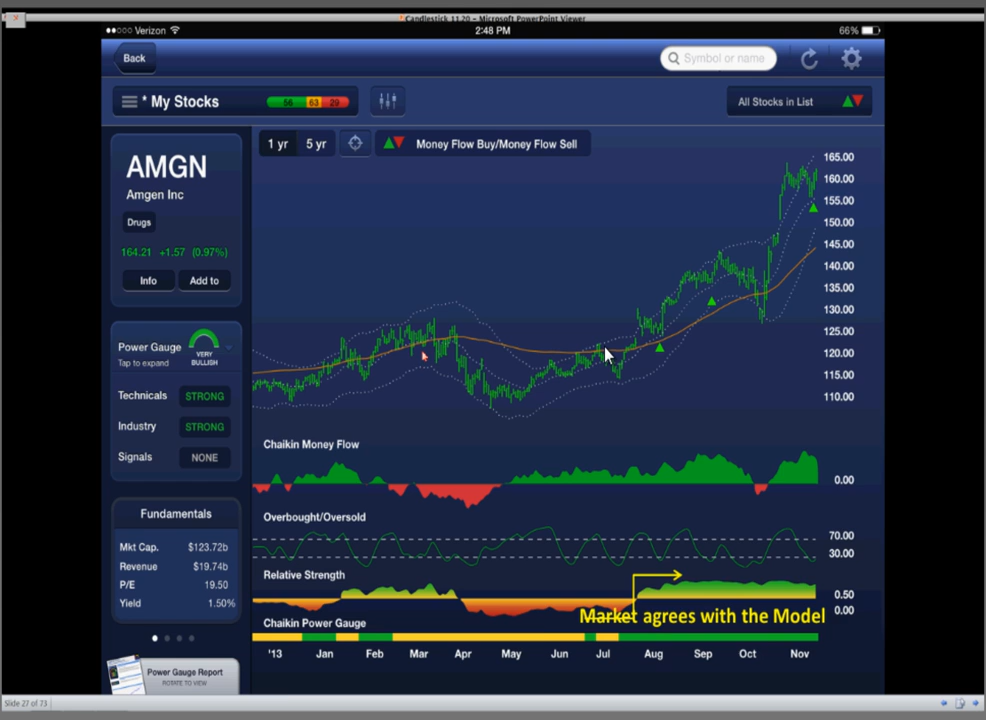 Candlestick 11.20 - Microsoft PowerPoint Viewer
Verizon 2:48 PM 66%
Back
Symbol or name
* My Stocks 56 63 29
All Stocks in List
1 yr 5 yr Money Flow Buy/Money Flow Sell
AMGN
Amgen Inc
Drugs
164.21 +1.57 (0.97%)
Info Add to
Power Gauge
Tap to expand
VERY
BULLISH
Technicals STRONG
Industry STRONG
Signals NONE
Fundamentals
Mkt Cap. $123.72b
Revenue $19.74b
P/E 19.50
Yield 1.50%
Power Gauge Report
ROTATE TO VIEW
165.00
160.00
155.00
150.00
145.00
140.00
135.00
130.00
125.00
120.00
115.00
110.00
Chaikin Money Flow
0.00
Overbought/Oversold
70.00
30.00
Relative Strength
0.50
0.00
Market agrees with the Model
Chaikin Power Gauge
'13 Jan Feb Mar Apr May Jun Jul Aug Sep Oct Nov
Slide 27 of 73